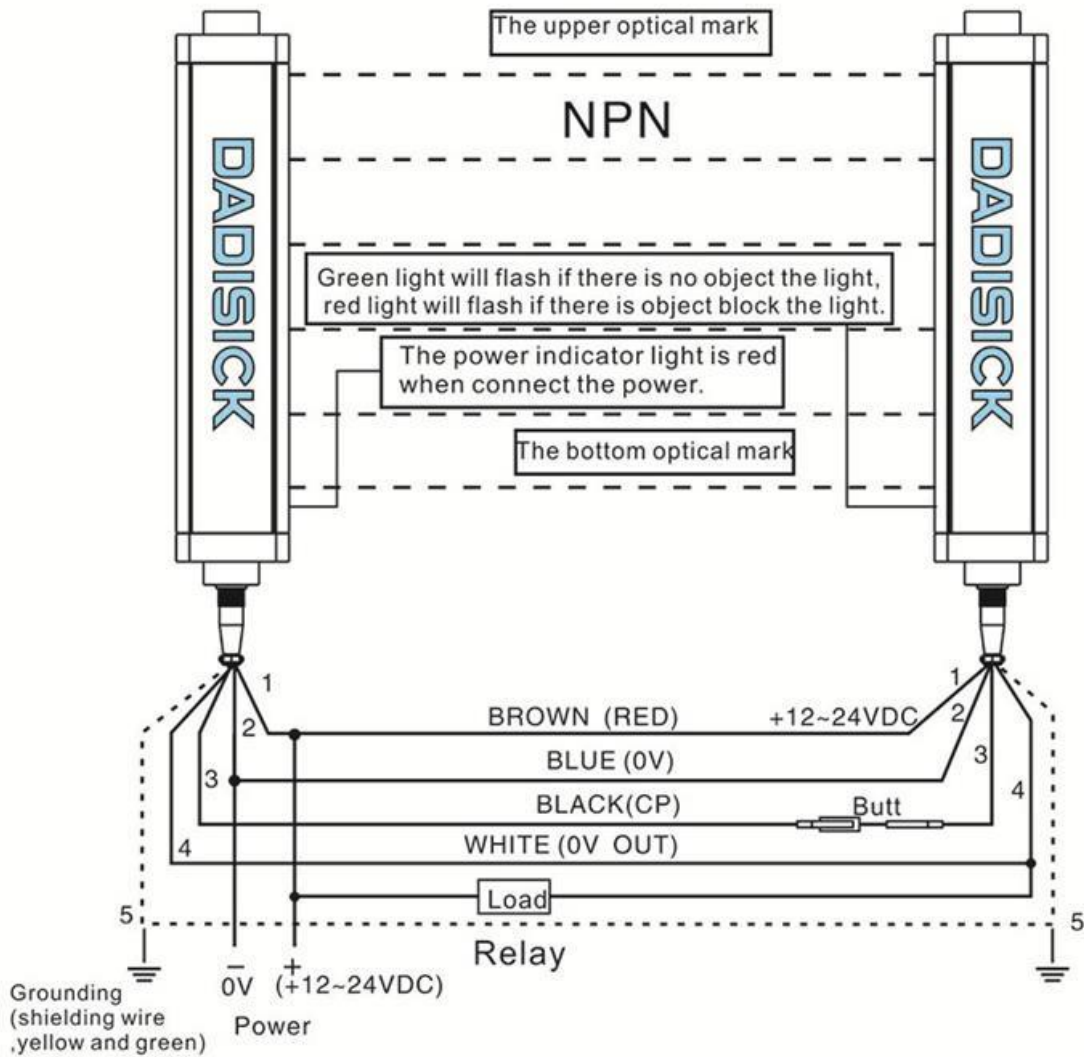 The upper optical mark
NPN
DADISICK
DADISICK
Green light will flash if there is no object the light,
red light will flash if there is object block the light.
The power indicator light is red
when connect the power.
The bottom optical mark
1
1
2
BROWN (RED)
+12~24VDC
2
BLUE (0V)
3
3
BLACK(CP)
Butt
4
4
WHITE (0V OUT)
Load
5
5
Relay
−
+
0V
(+12~24VDC)
Power
Grounding
(shielding wire
,yellow and green)